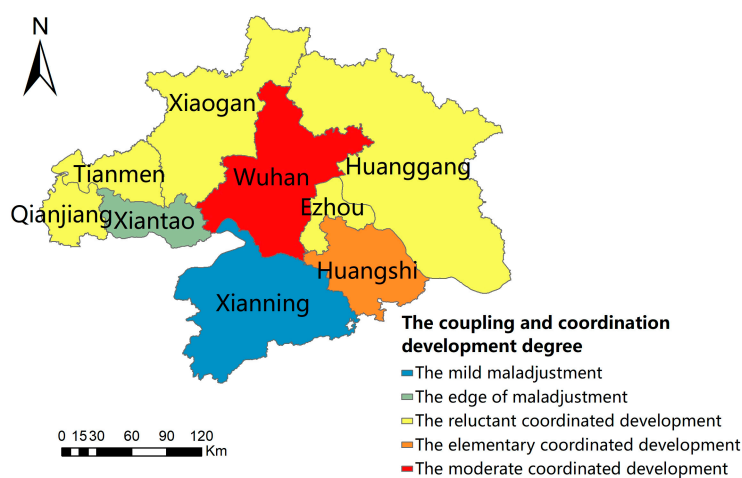 N
Xiaogan
Tianmen
Wuhan
Huanggang
Qianjiang
Xiantao
Ezhou
Huangshi
Xianning
The coupling and coordination
development degree
The mild maladjustment
The edge of maladjustment
The reluctant coordinated development
The elementary coordinated development
The moderate coordinated development
0 15 30 60 90 120
Km